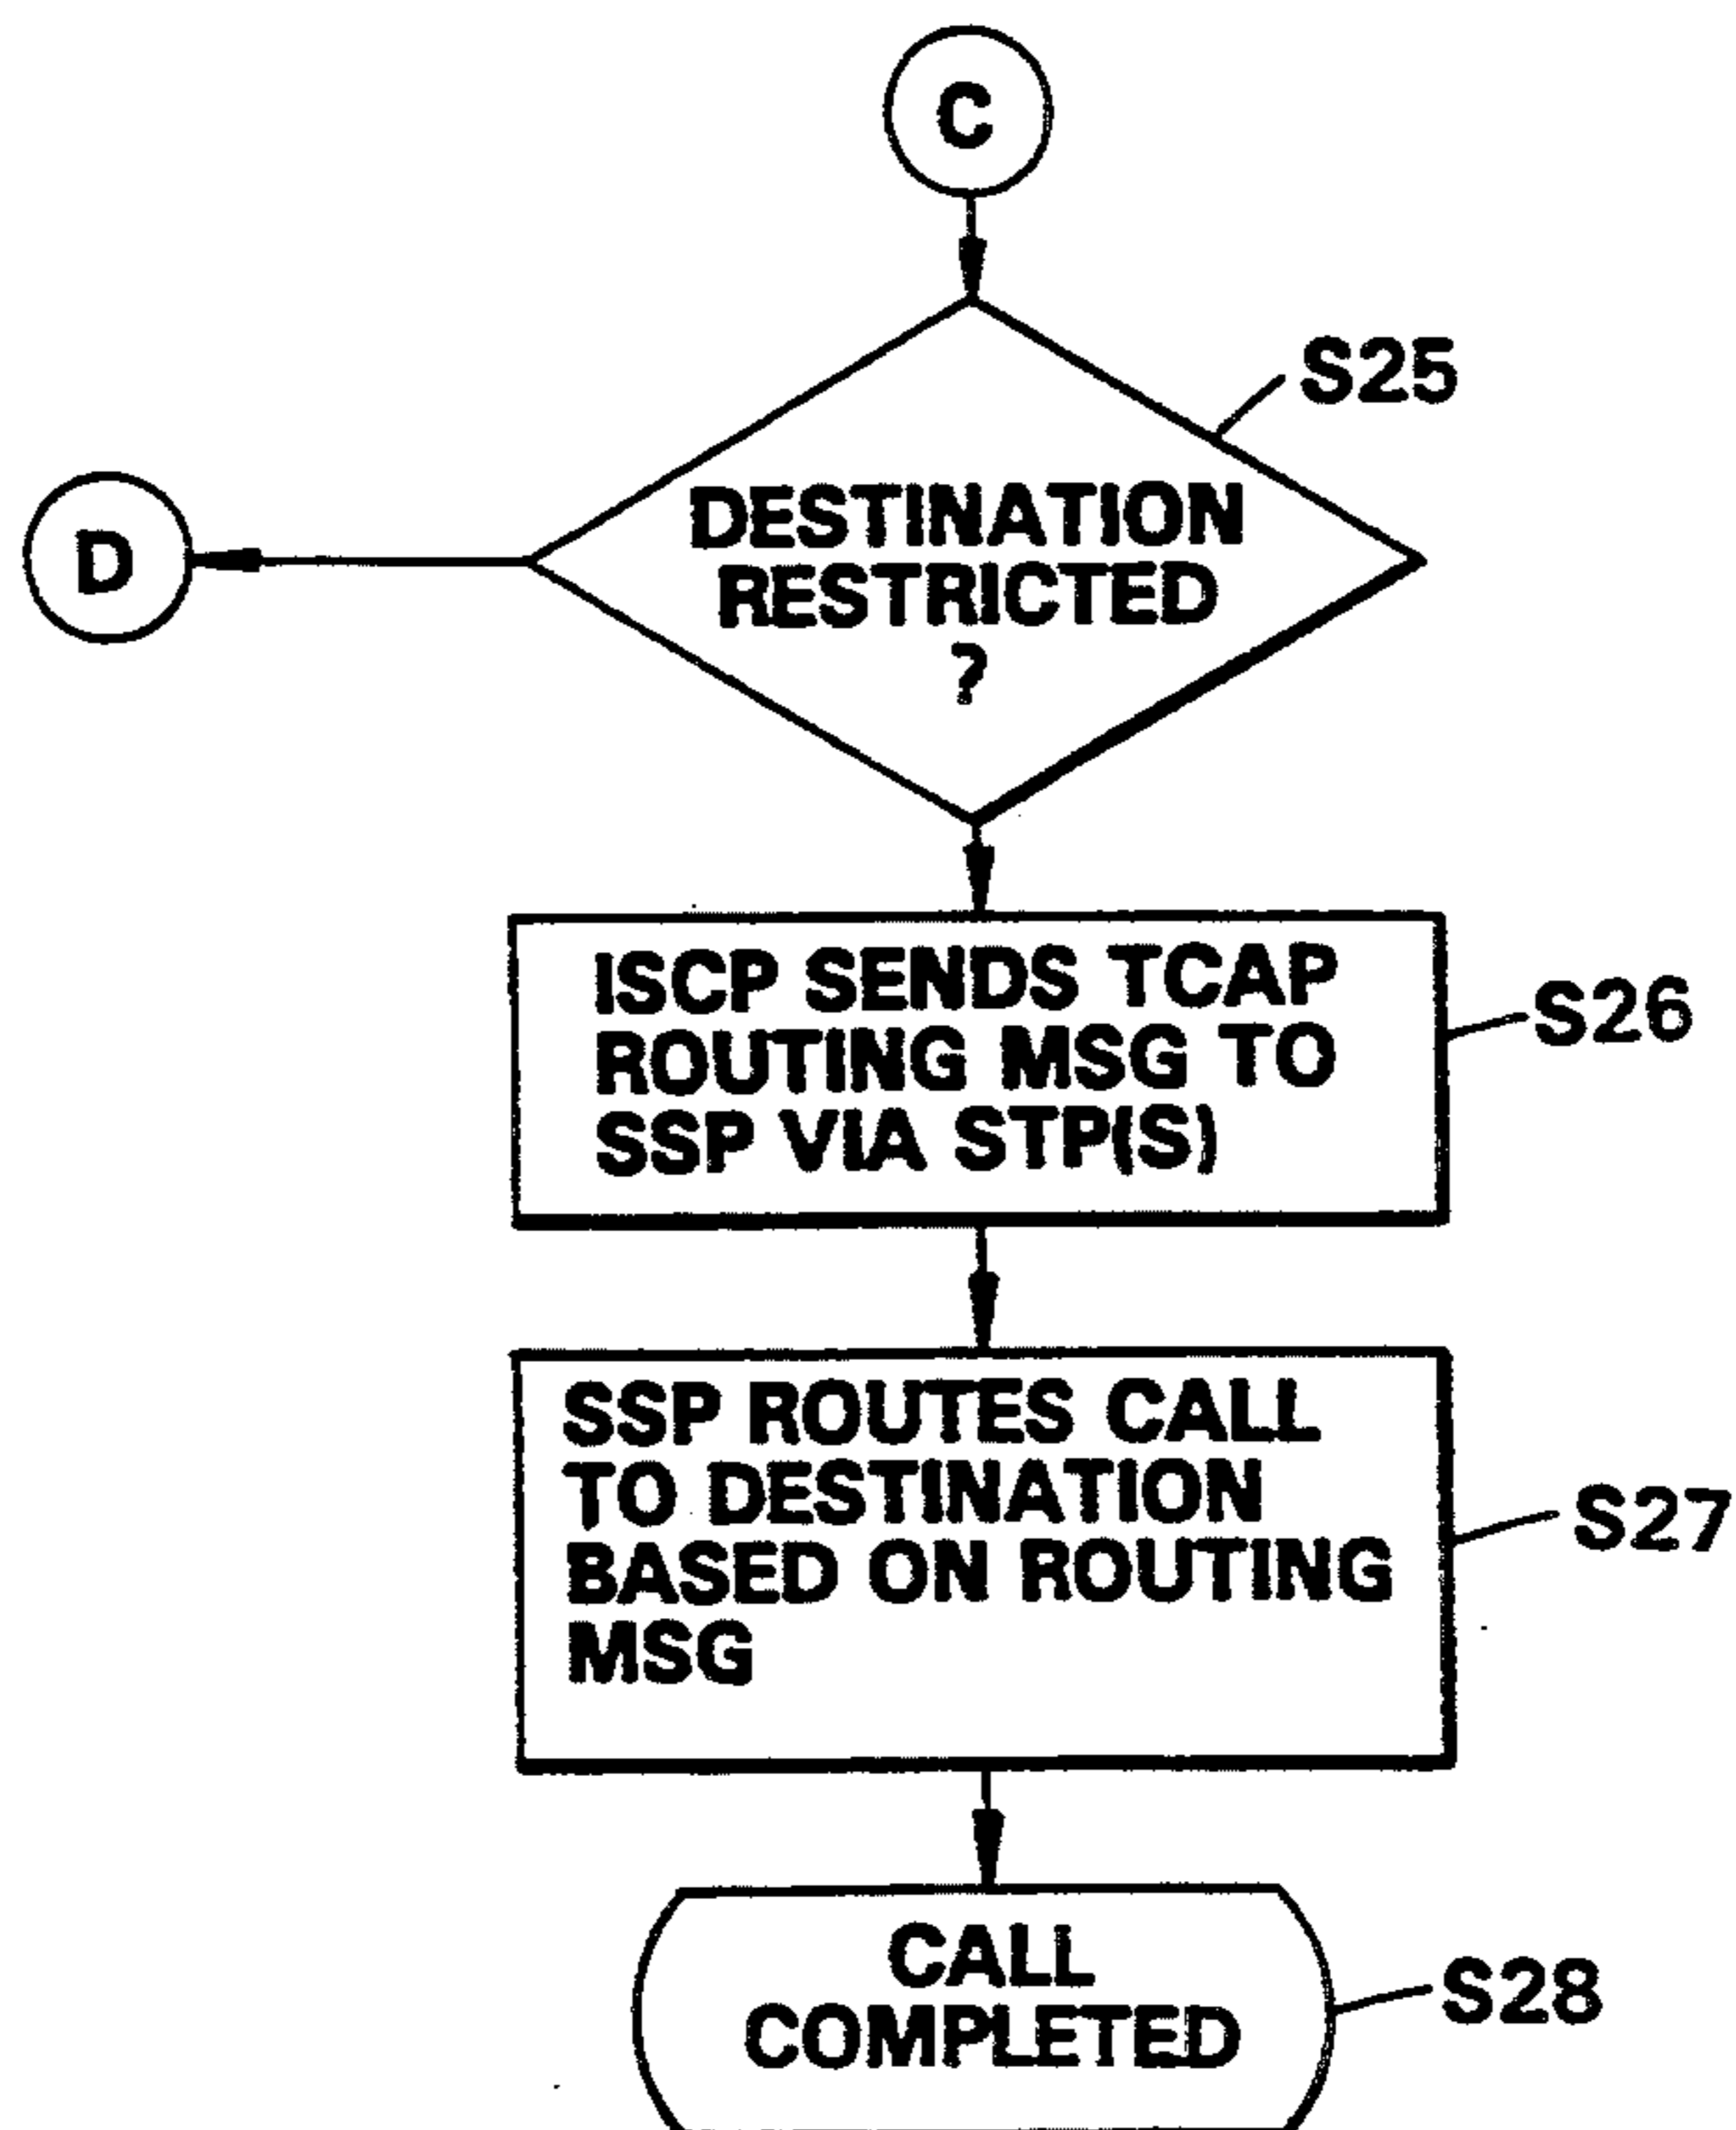 C
S25
DESTINATION
RESTRICTED
?
D
ISCP SENDS TCAP
ROUTING MSG TO
SSP VIA STP(S)
S26
SSP ROUTES CALL
TO DESTINATION
BASED ON ROUTING
MSG
S27
CALL
COMPLETED
S28